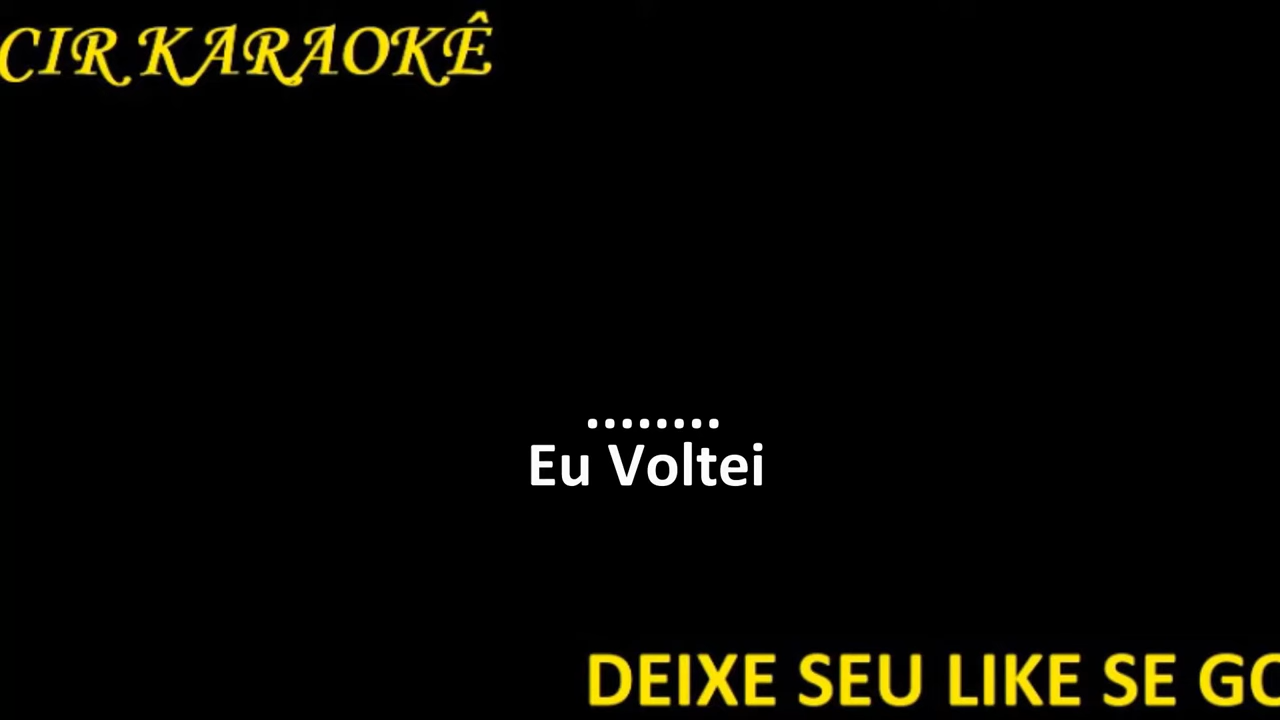 CIR KARAOKÊ
........
Eu Voltei
DEIXE SEU LIKE SE GO